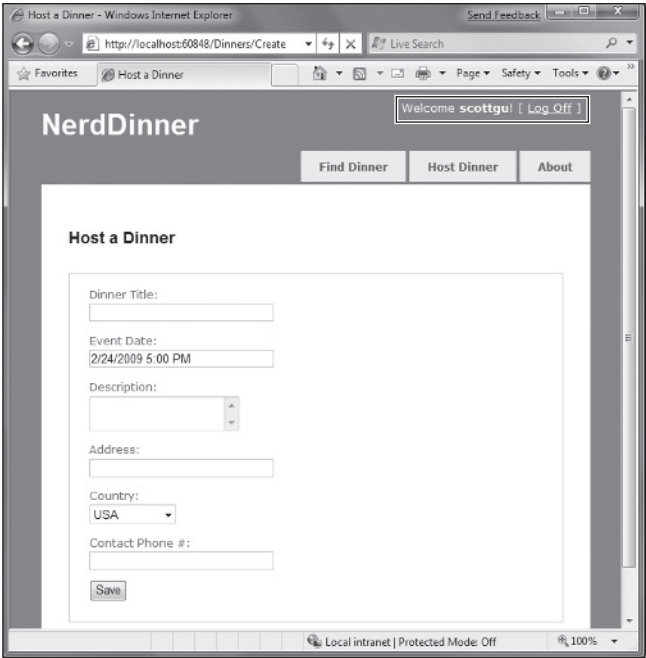 Host a Dinner - Windows Internet Explorer
Send Feedback
http://localhost:60848/Dinners/Create
Live Search
Favorites
Host a Dinner
Page
Safety
Tools
Welcome scottgu! [ Log Off ]
NerdDinner
Find Dinner
Host Dinner
About
Host a Dinner
Dinner Title:
Event Date:
2/24/2009 5:00 PM
Description:
Address:
Country:
USA
Contact Phone #:
Save
Local intranet | Protected Mode: Off
100%